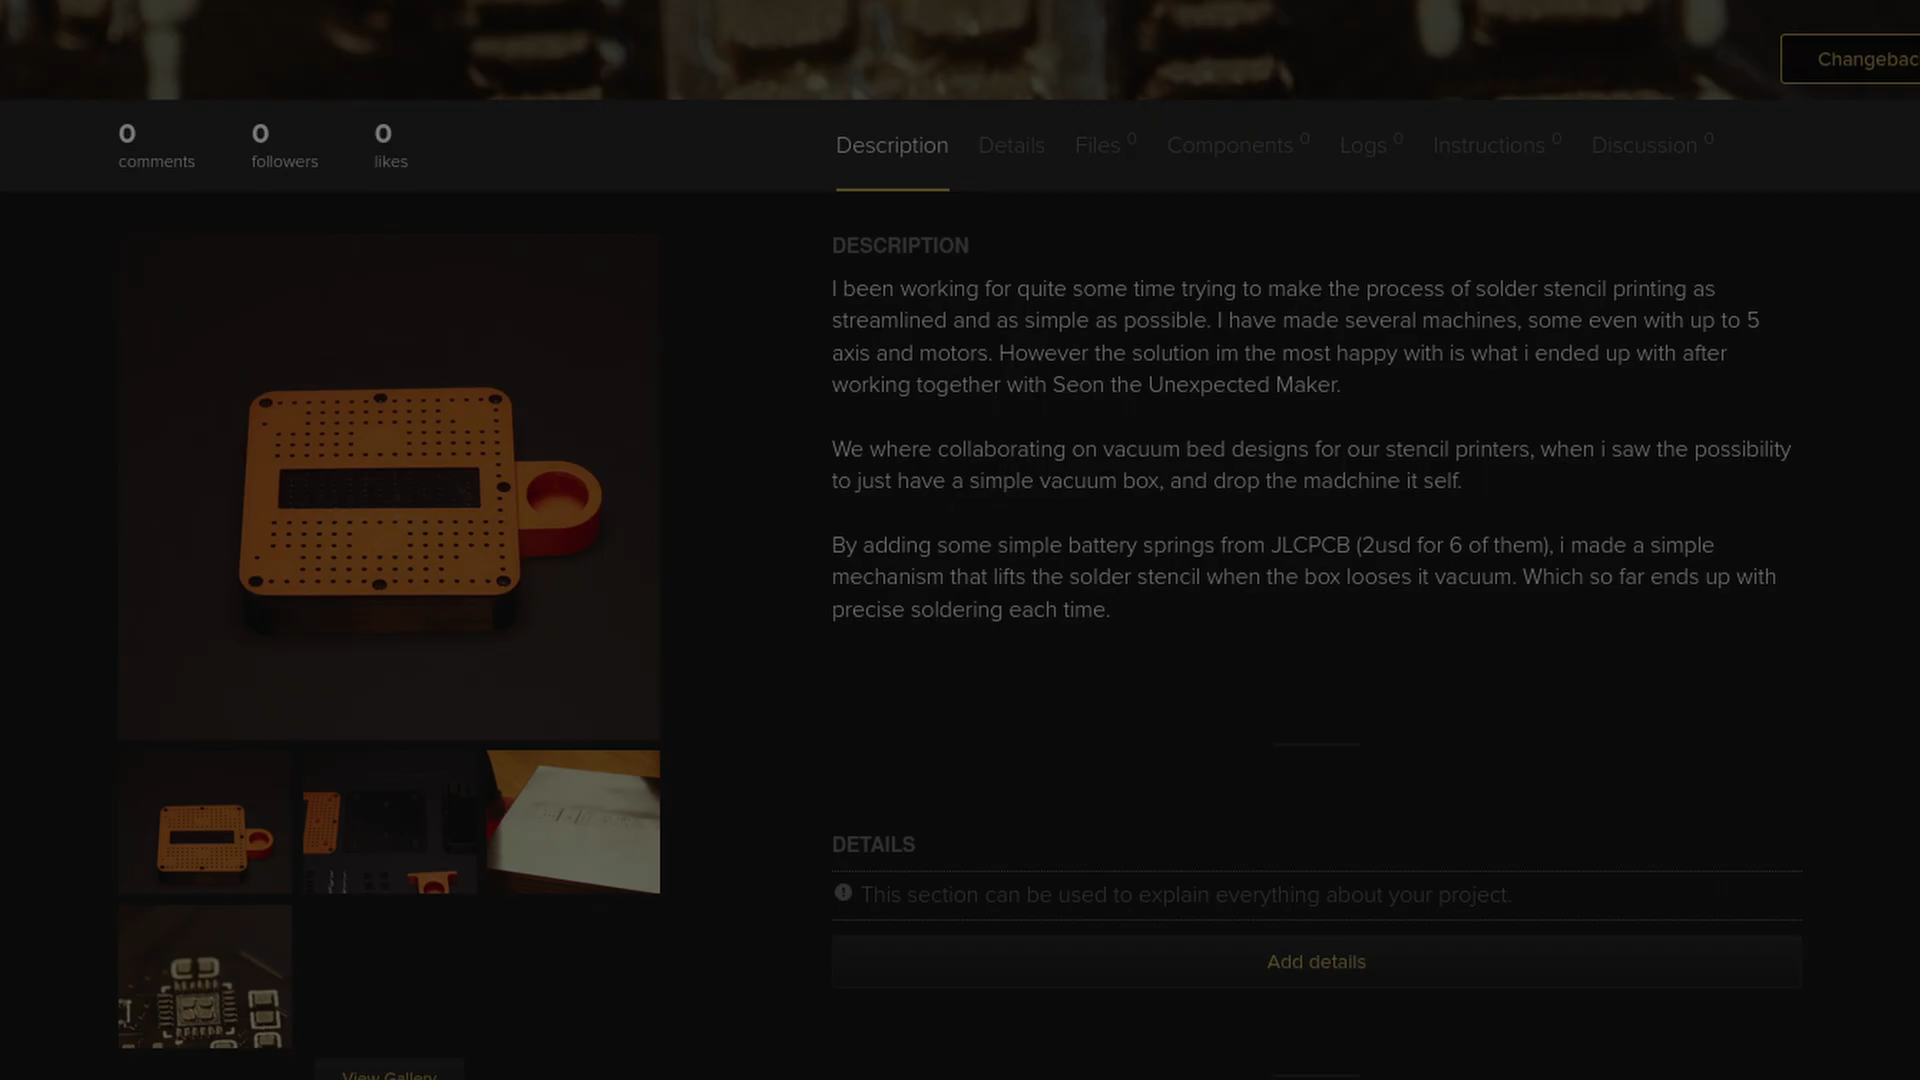 Changebac
0 0 0
comments followers likes
Description Details Files 0 Components 0 Logs 0 Instructions 0 Discussion 0
DESCRIPTION
I been working for quite some time trying to make the process of solder stencil printing as
streamlined and as simple as possible. I have made several machines, some even with up to 5
axis and motors. However the solution im the most happy with is what i ended up with after
working together with Seon the Unexpected Maker.
We where collaborating on vacuum bed designs for our stencil printers, when i saw the possibility
to just have a simple vacuum box, and drop the madchine it self.
By adding some simple battery springs from JLCPCB (2usd for 6 of them), i made a simple
mechanism that lifts the solder stencil when the box looses it vacuum. Which so far ends up with
precise soldering each time.
DETAILS
This section can be used to explain everything about your project.
Add details
View Gallery